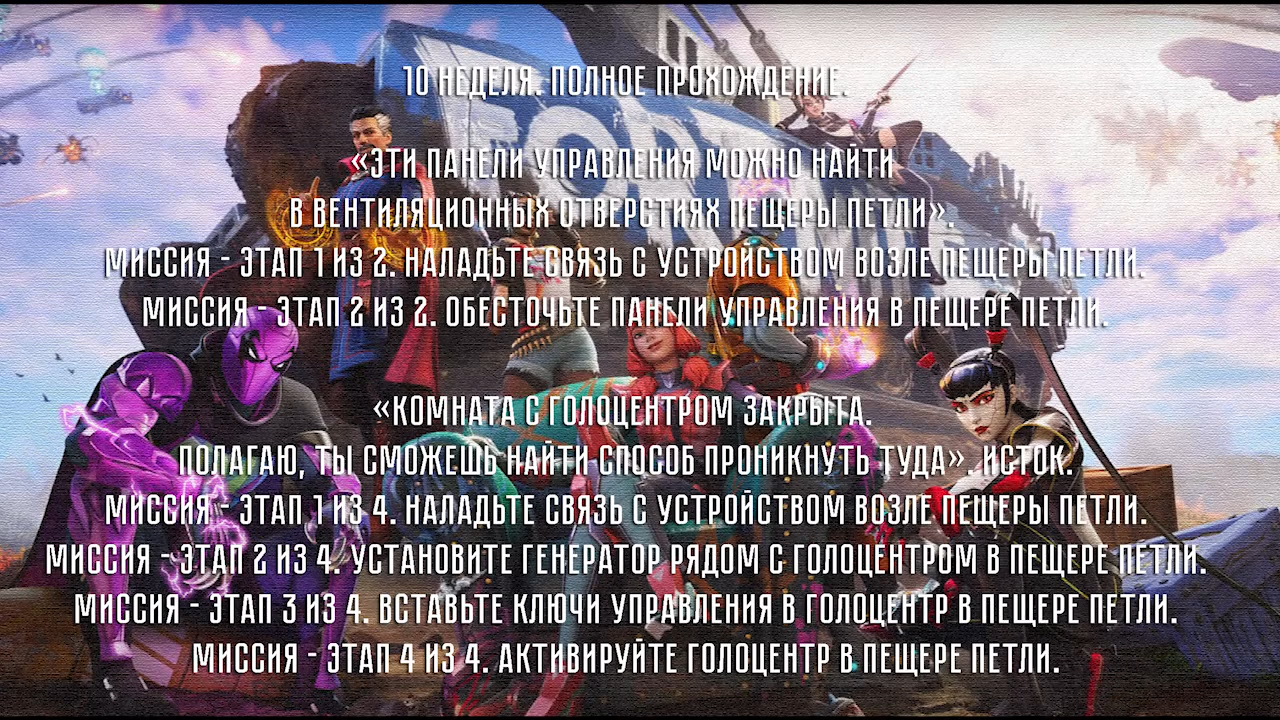 10 НЕДЕЛЯ. ПОЛНОЕ ПРОХОЖДЕНИЕ.
«ЭТИ ПАНЕЛИ УПРАВЛЕНИЯ МОЖНО НАЙТИ
В ВЕНТИЛЯЦИОННЫХ ОТВЕРСТИЯХ ПЕЩЕРЫ ПЕТЛИ».
МИССИЯ - ЭТАП 1 ИЗ 2. НАЛАДЬТЕ СВЯЗЬ С УСТРОЙСТВОМ ВОЗЛЕ ПЕЩЕРЫ ПЕТЛИ.
МИССИЯ - ЭТАП 2 ИЗ 2. ОБЕСТОЧЬТЕ ПАНЕЛИ УПРАВЛЕНИЯ В ПЕЩЕРЕ ПЕТЛИ.
«КОМНАТА С ГОЛОЦЕНТРОМ ЗАКРЫТА.
ПОЛАГАЮ, ТЫ СМОЖЕШЬ НАЙТИ СПОСОБ ПРОНИКНУТЬ ТУДА». ИСТОК.
МИССИЯ - ЭТАП 1 ИЗ 4. НАЛАДЬТЕ СВЯЗЬ С УСТРОЙСТВОМ ВОЗЛЕ ПЕЩЕРЫ ПЕТЛИ.
МИССИЯ - ЭТАП 2 ИЗ 4. УСТАНОВИТЕ ГЕНЕРАТОР РЯДОМ С ГОЛОЦЕНТРОМ В ПЕЩЕРЕ ПЕТЛИ.
МИССИЯ - ЭТАП 3 ИЗ 4. ВСТАВЬТЕ КЛЮЧИ УПРАВЛЕНИЯ В ГОЛОЦЕНТР В ПЕЩЕРЕ ПЕТЛИ.
МИССИЯ - ЭТАП 4 ИЗ 4. АКТИВИРУЙТЕ ГОЛОЦЕНТР В ПЕЩЕРЕ ПЕТЛИ.